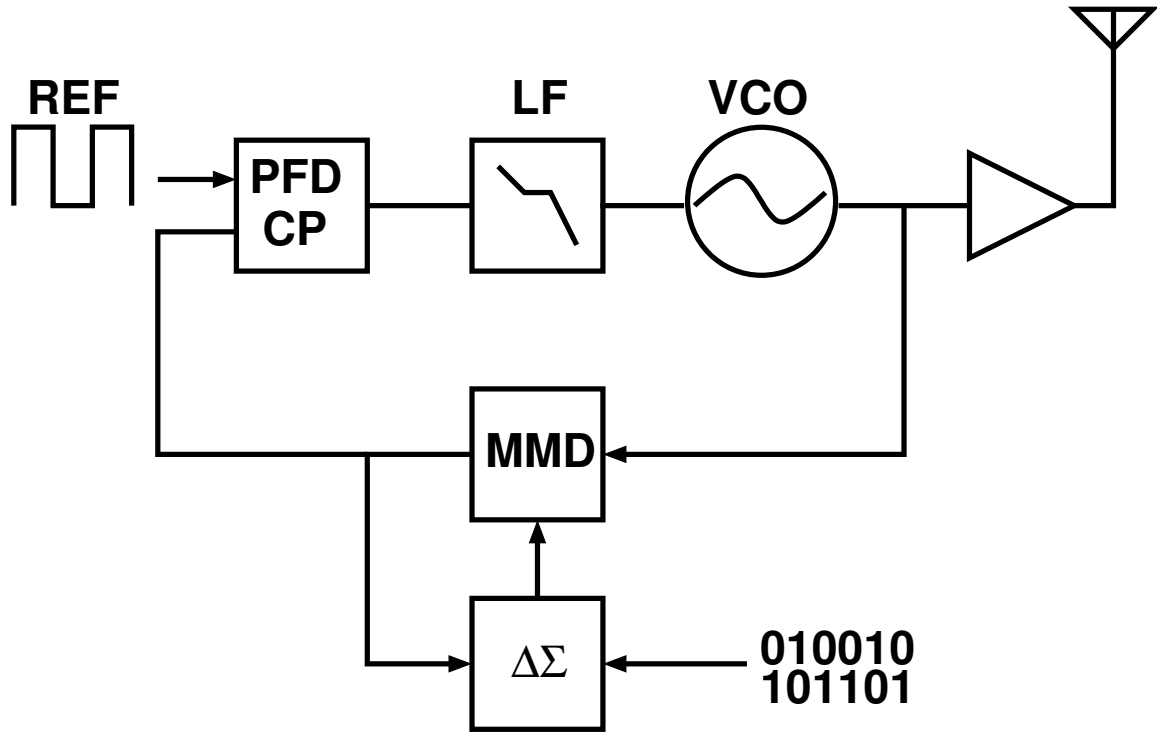 REF
LF
VCO
PFD
CP
MMD
ΔΣ
010010
101101